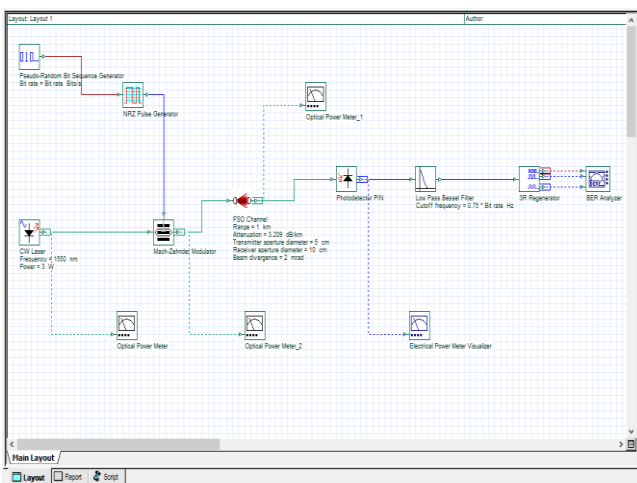 Layout: Layout 1
Author:
Pseudo-Random Bit Sequence Generator
Bit rate = Bit rate Bits/s
NRZ Pulse Generator
Optical Power Meter_1
Photodetector PIN
Low Pass Bessel Filter
Cutoff frequency = 0.75 * Bit rate Hz
3R Regenerator
BER Analyzer
FSO Channel
Range = 1 km
Attenuation = 3.209 dB/km
Transmitter aperture diameter = 5 cm
Receiver aperture diameter = 10 cm
Beam divergence = 2 mrad
CW Laser
Frequency = 1550 nm
Power = 3 W
Mach-Zehnder Modulator
Optical Power Meter
Optical Power Meter_2
Electrical Power Meter Visualizer
Main Layout
Layout
Report
Script